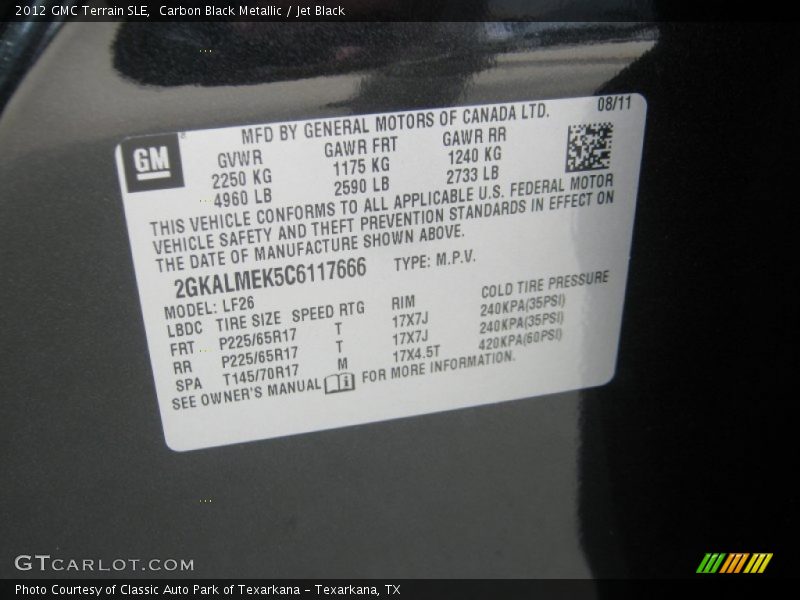 2012 GMC Terrain SLE, Carbon Black Metallic / Jet Black
MFD BY GENERAL MOTORS OF CANADA LTD. 08/11
GM
GVWR GAWR FRT GAWR RR
2250 KG 1175 KG 1240 KG
4960 LB 2590 LB 2733 LB
THIS VEHICLE CONFORMS TO ALL APPLICABLE U.S. FEDERAL MOTOR
VEHICLE SAFETY AND THEFT PREVENTION STANDARDS IN EFFECT ON
THE DATE OF MANUFACTURE SHOWN ABOVE.
2GKALMEK5C6117666 TYPE: M.P.V.
MODEL: LF26
LBDC TIRE SIZE SPEED RTG RIM COLD TIRE PRESSURE
FRT P225/65R17 T 17X7J 240KPA(35PSI)
RR P225/65R17 T 17X7J 240KPA(35PSI)
SPA T145/70R17 M 17X4.5T 420KPA(60PSI)
SEE OWNER'S MANUAL FOR MORE INFORMATION.
GTCARLOT.COM
Photo Courtesy of Classic Auto Park of Texarkana - Texarkana, TX